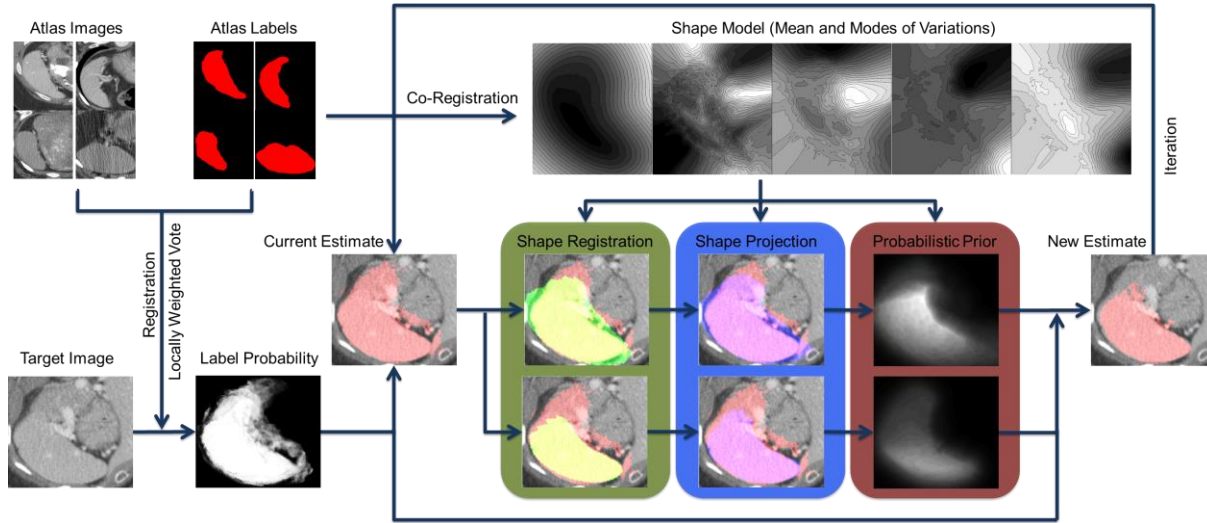 Atlas Images
Atlas Labels
Shape Model (Mean and Modes of Variations)
Co-Registration
Iteration
Registration
Locally Weighted Vote
Current Estimate
Shape Registration
Shape Projection
Probabilistic Prior
New Estimate
Target Image
Label Probability